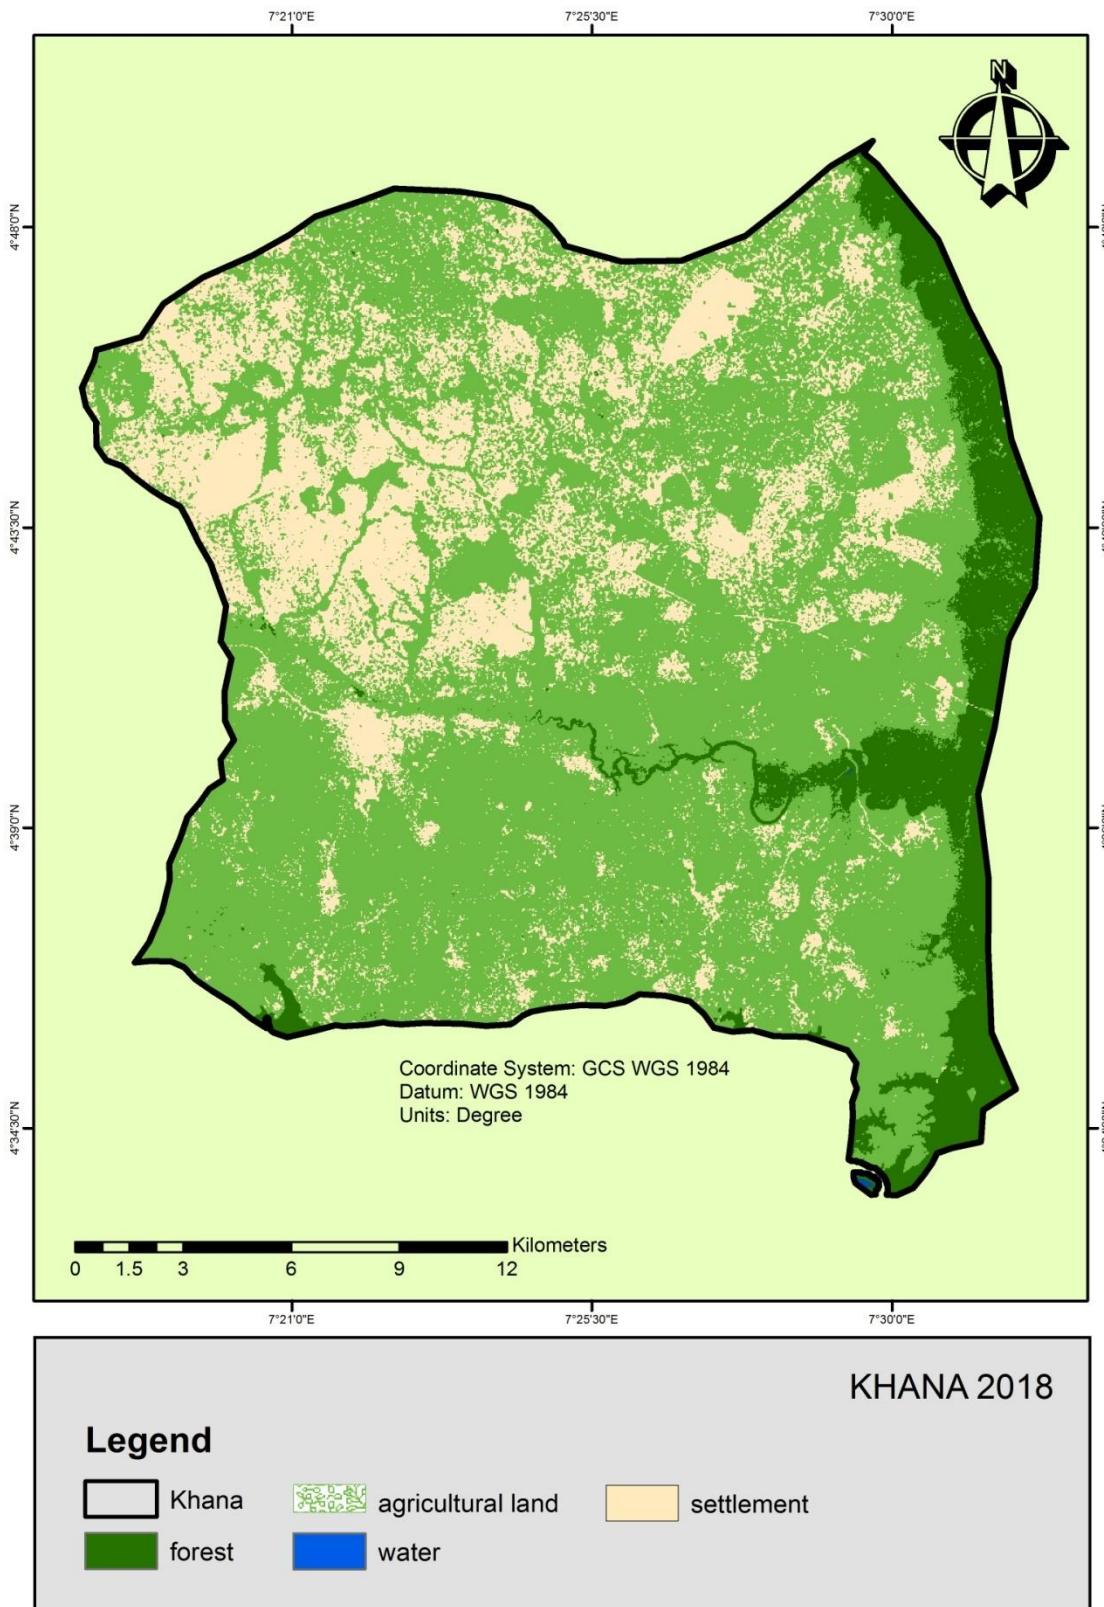 7°21'0"E 7°25'30"E 7°30'0"E
N
4°48'0"N
4°43'30"N
4°39'0"N
4°34'30"N
Coordinate System: GCS WGS 1984
Datum: WGS 1984
Units: Degree
Kilometers
0 1.5 3 6 9 12
7°21'0"E 7°25'30"E 7°30'0"E
KHANA 2018
Legend
Khana agricultural land settlement
forest water